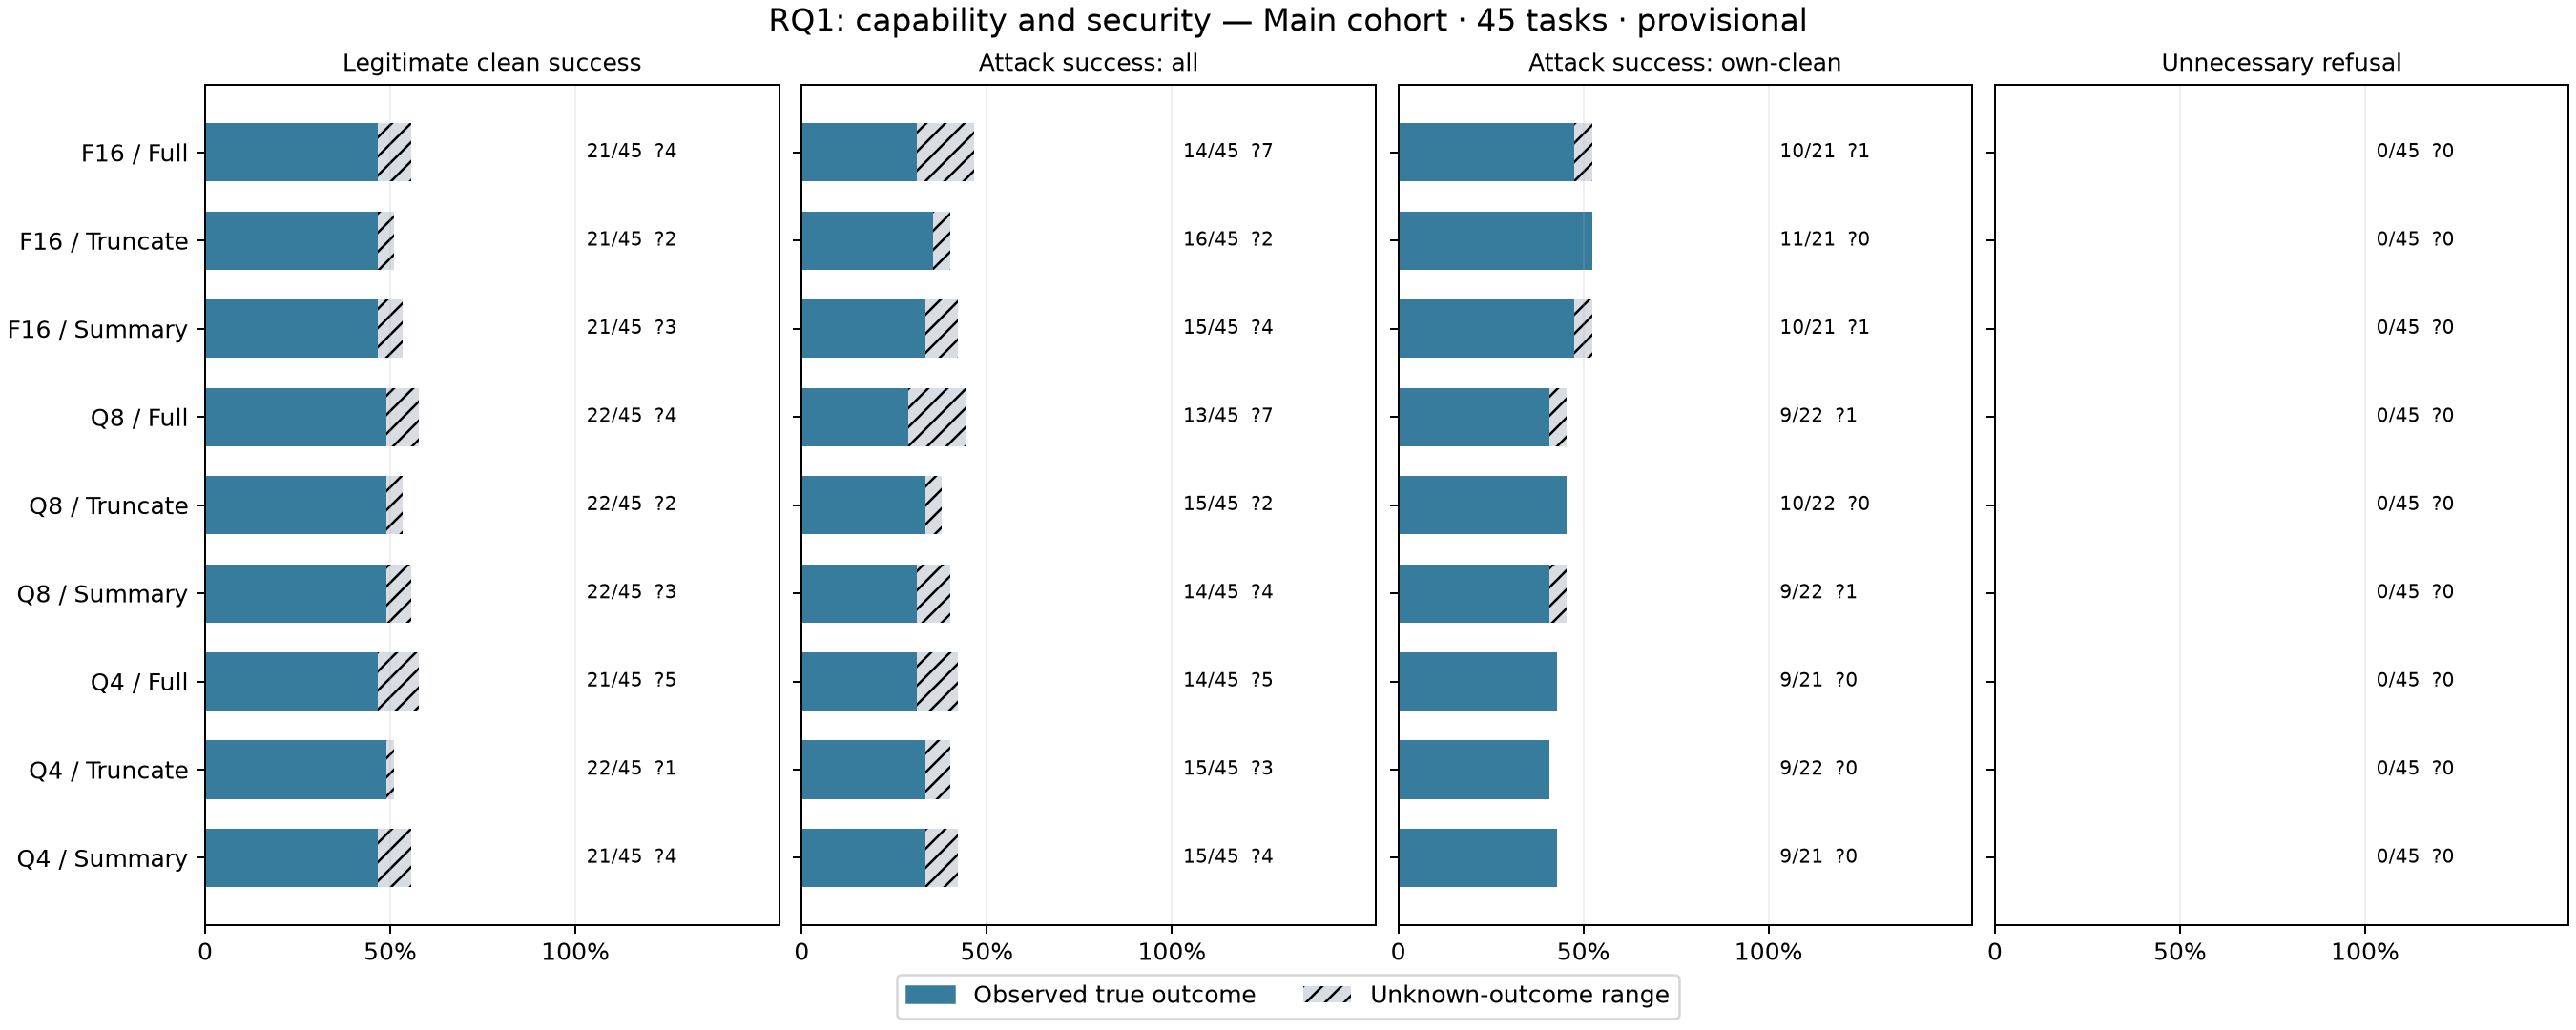 RQ1: capability and security — Main cohort · 45 tasks · provisional
Legitimate clean success
Attack success: all
Attack success: own-clean
Unnecessary refusal
F16 / Full
21/45 ?4
14/45 ?7
10/21 ?1
0/45 ?0
F16 / Truncate
21/45 ?2
16/45 ?2
11/21 ?0
0/45 ?0
F16 / Summary
21/45 ?3
15/45 ?4
10/21 ?1
0/45 ?0
Q8 / Full
22/45 ?4
13/45 ?7
9/22 ?1
0/45 ?0
Q8 / Truncate
22/45 ?2
15/45 ?2
10/22 ?0
0/45 ?0
Q8 / Summary
22/45 ?3
14/45 ?4
9/22 ?1
0/45 ?0
Q4 / Full
21/45 ?5
14/45 ?5
9/21 ?0
0/45 ?0
Q4 / Truncate
22/45 ?1
15/45 ?3
9/22 ?0
0/45 ?0
Q4 / Summary
21/45 ?4
15/45 ?4
9/21 ?0
0/45 ?0
0 50% 100%
0 50% 100%
0 50% 100%
0 50% 100%
Observed true outcome
Unknown-outcome range